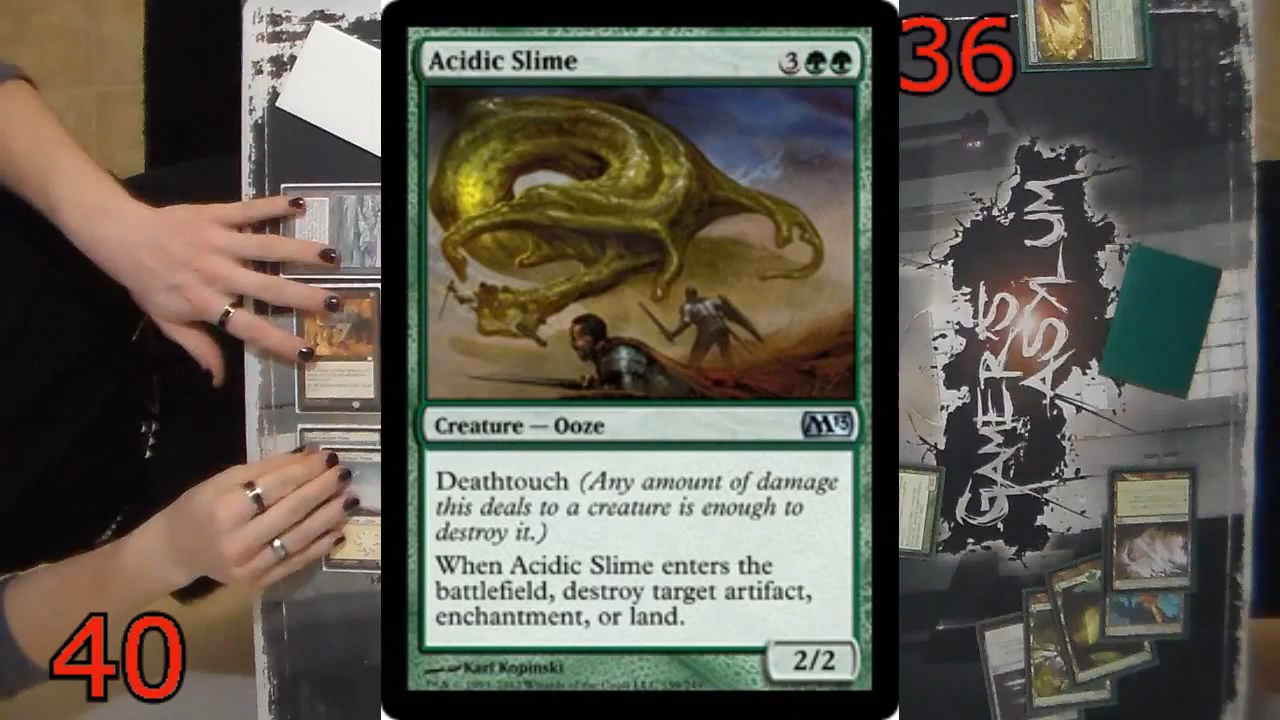 36
Acidic Slime 3
GAMERS
ASYLUM
Creature — Ooze M13
Deathtouch (Any amount of damage
this deals to a creature is enough to
destroy it.)
When Acidic Slime enters the
battlefield, destroy target artifact,
enchantment, or land.
2/2
Karl Kopinski
40